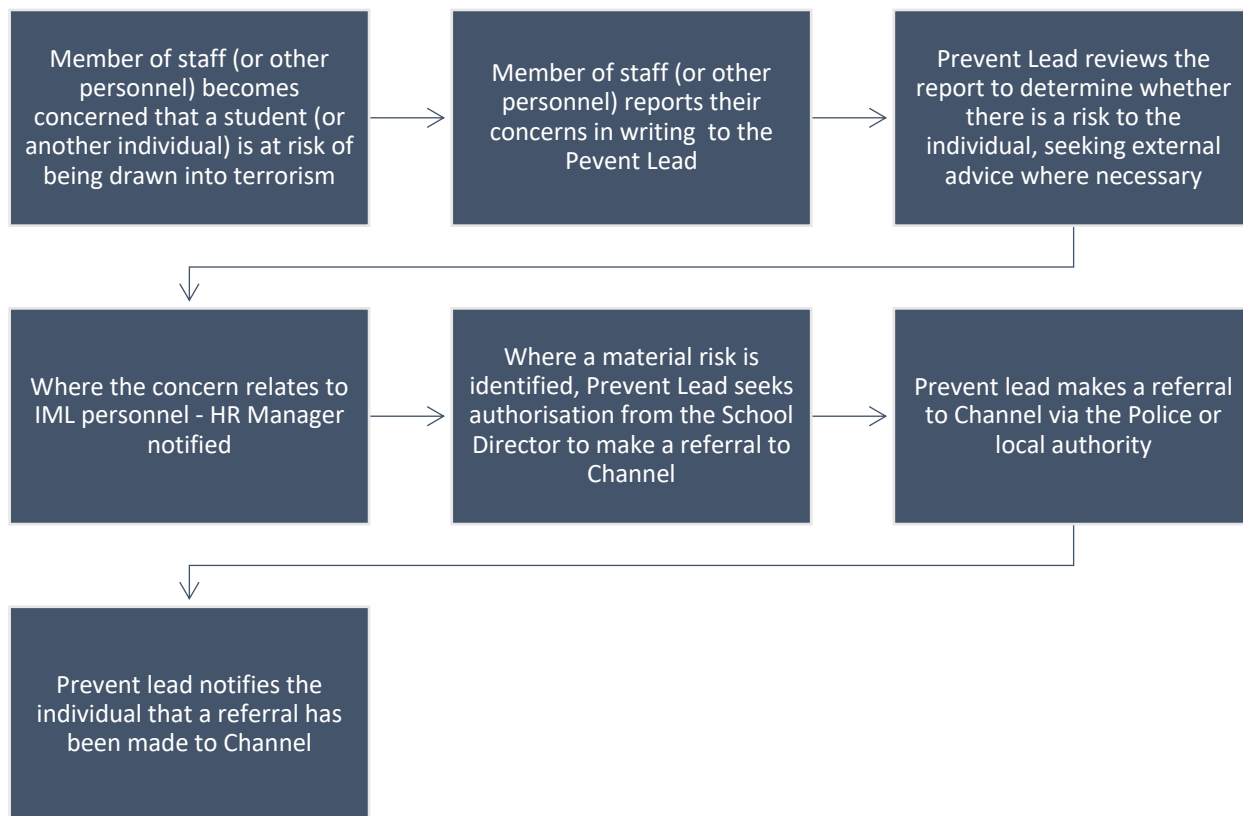 Member of staff (or other
personnel) becomes
concerned that a student (or
another individual) is at risk of
being drawn into terrorism
Member of staff (or other
personnel) reports their
concerns in writing  to the
Pevent Lead
Prevent Lead reviews the
report to determine whether
there is a risk to the
individual, seeking external
advice where necessary
Where the concern relates to
IML personnel - HR Manager
notified
Where a material risk is
identified, Prevent Lead seeks
authorisation from the School
Director to make a referral to
Channel
Prevent lead makes a referral
to Channel via the Police or
local authority
Prevent lead notifies the
individual that a referral has
been made to Channel